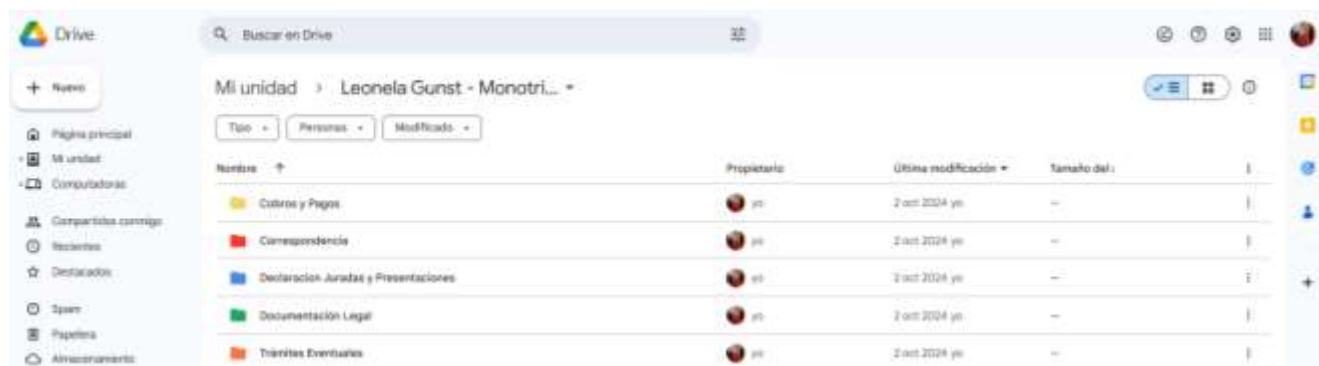 Drive
Buscar en Drive
Nuevo
Mi unidad > Leonela Gunst - Monotri...
Tipo Personas Modificado
Página principal
Mi unidad
Computadoras
Compartidos conmigo
Recientes
Destacados
Spam
Papelera
Almacenamiento
Nombre Propietario Última modificación Tamaño del
Cobros y Pagos yo 2 oct 2024 yo —
Correspondencia yo 2 oct 2024 yo —
Declaracion Juradas y Presentaciones yo 2 oct 2024 yo —
Documentación Legal yo 2 oct 2024 yo —
Trámites Eventuales yo 2 oct 2024 yo —